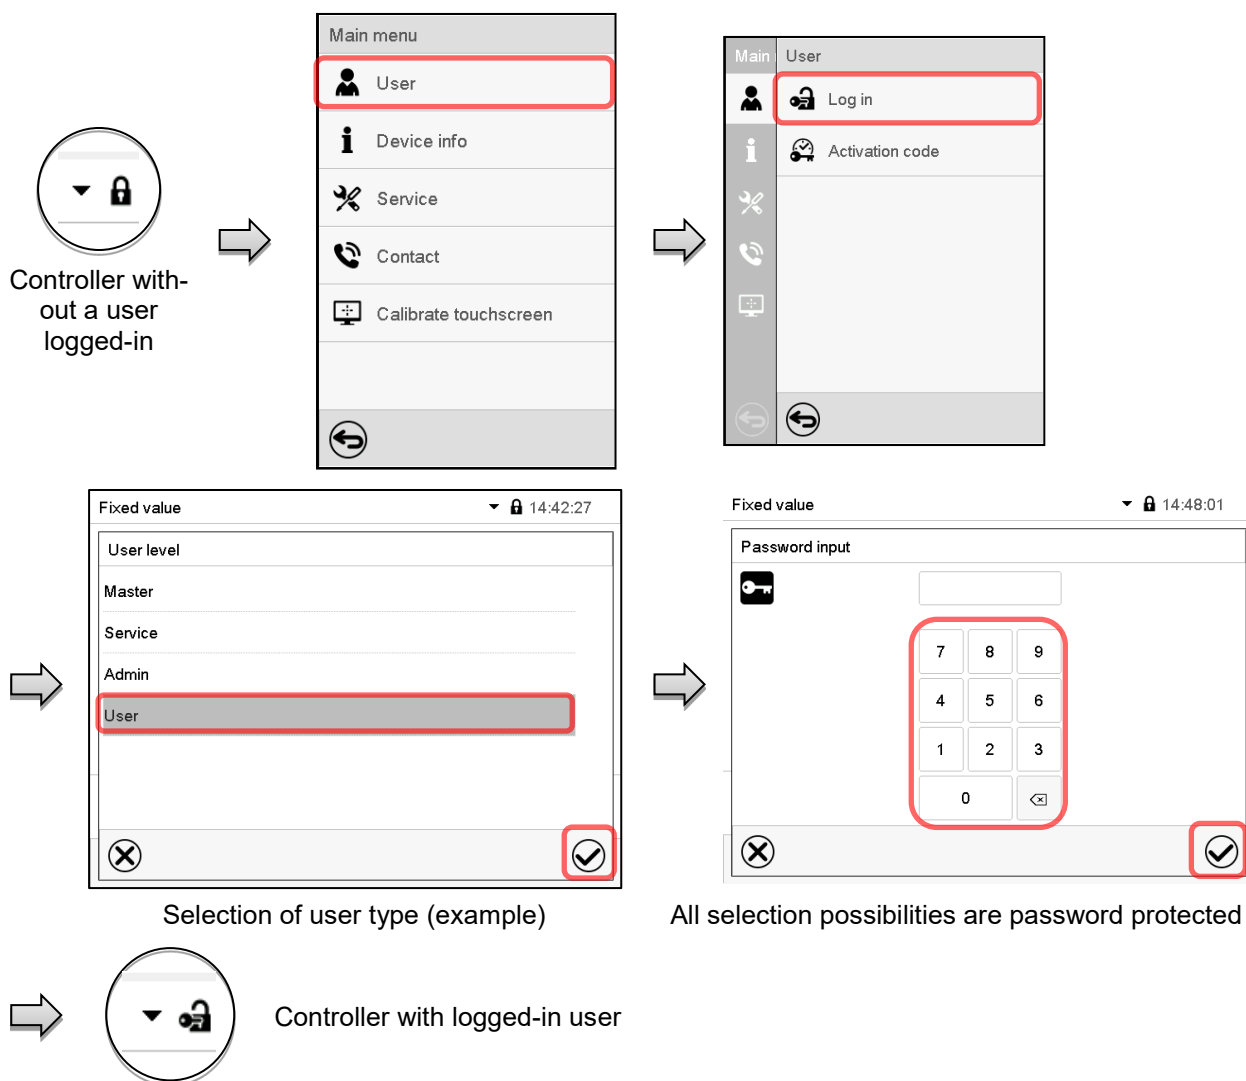 Main menu
User
Device info
Service
Contact
Calibrate touchscreen
Main
User
Log in
Activation code
Controller with-
out a user
logged-in
Fixed value 14:42:27
User level
Master
Service
Admin
User
Fixed value 14:48:01
Password input
7 8 9
4 5 6
1 2 3
0
Selection of user type (example)
All selection possibilities are password protected
Controller with logged-in user